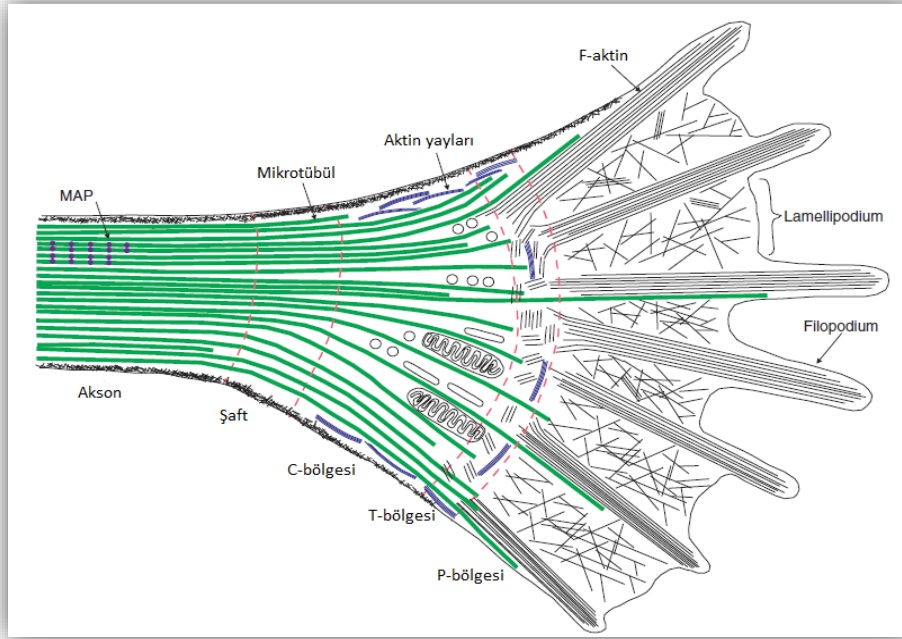 F-aktin
Aktin yayları
Mikrotübül
MAP
Lamellipodium
Filopodium
Akson
Şaft
C-bölgesi
T-bölgesi
P-bölgesi